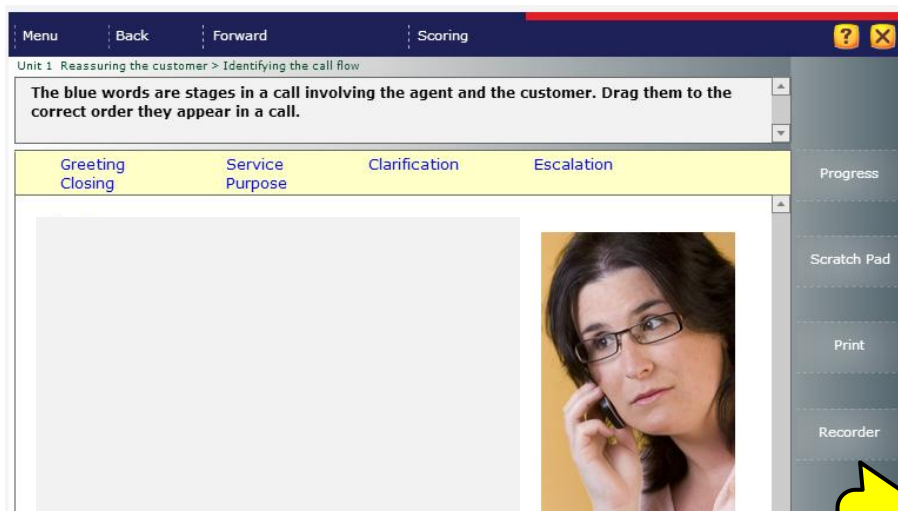 Menu Back Forward Scoring ? X
Unit 1 Reassuring the customer > Identifying the call flow
The blue words are stages in a call involving the agent and the customer. Drag them to the
correct order they appear in a call.
Greeting Service Clarification Escalation
Closing Purpose
Progress
Scratch Pad
Print
Recorder